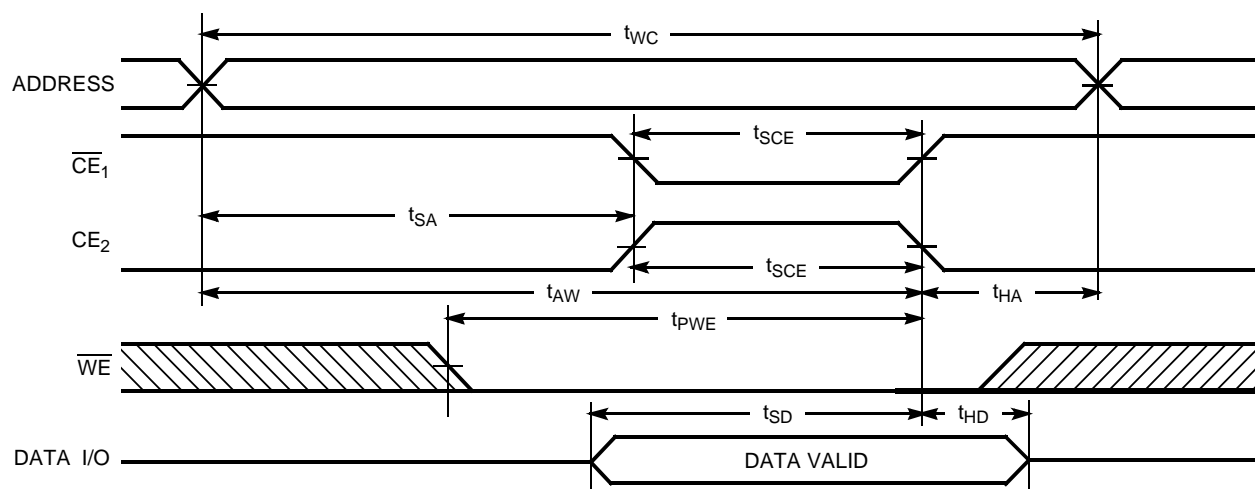 tWC
ADDRESS
tSCE
CE1
tSA
CE2
tSCE
tAW
tHA
tPWE
WE
tSD
tHD
DATA I/O
DATA VALID